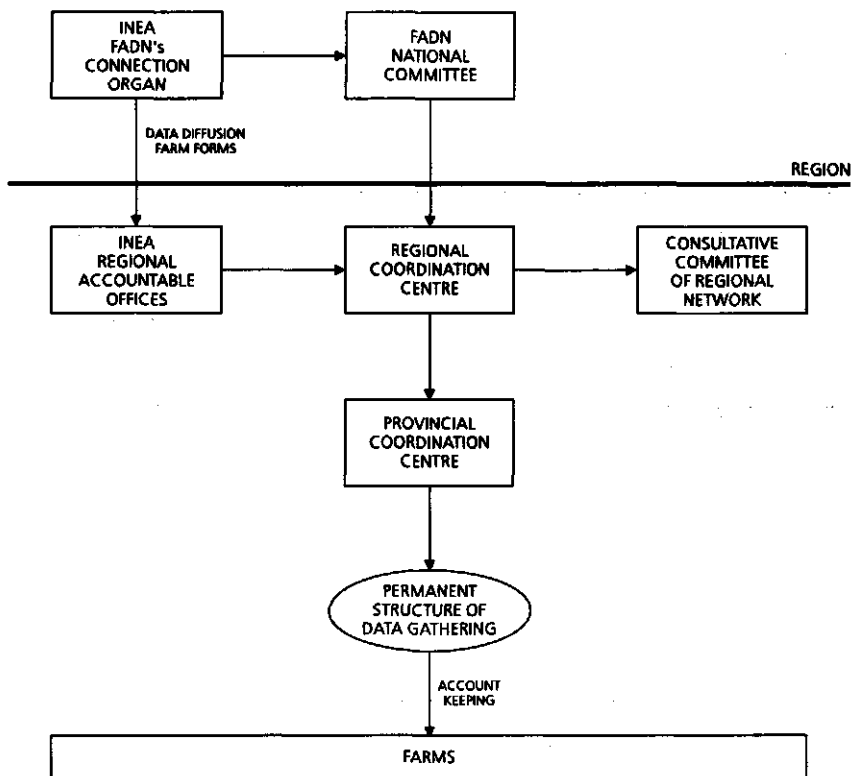 INEA
FADN's
CONNECTION
ORGAN
FADN
NATIONAL
COMMITTEE
DATA DIFFUSION
FARM FORMS
REGION
INEA
REGIONAL
ACCOUNTABLE
OFFICES
REGIONAL
COORDINATION
CENTRE
CONSULTATIVE
COMMITTEE
OF REGIONAL
NETWORK
PROVINCIAL
COORDINATION
CENTRE
PERMANENT
STRUCTURE OF
DATA GATHERING
ACCOUNT
KEEPING
FARMS